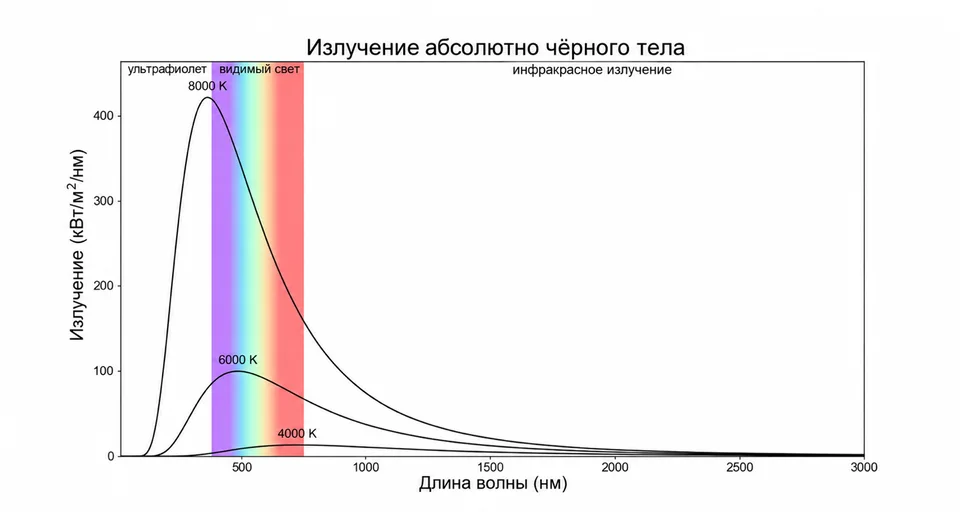 Излучение абсолютно чёрного тела
ультрафиолет видимый свет инфракрасное излучение
8000 K
6000 K
4000 K
Излучение (кВт/м²/нм)
400
300
200
100
0
500 1000 1500 2000 2500 3000
Длина волны (нм)